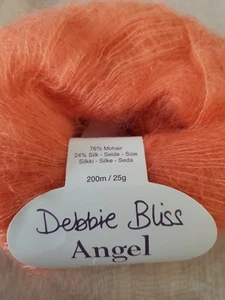 76% Mohair
24% Silk - Seide - Soie
Silkki - Silke - Seda
200m / 25g
Debbie Bliss
Angel